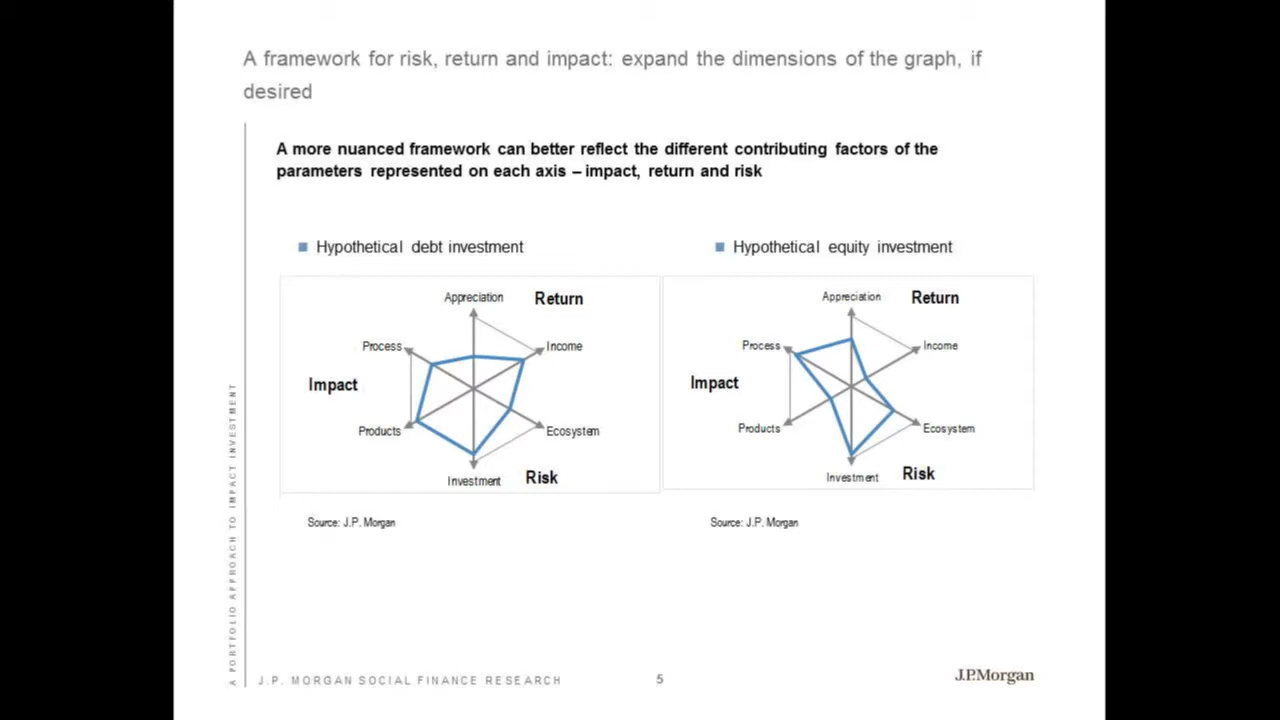 A framework for risk, return and impact: expand the dimensions of the graph, if
desired
A more nuanced framework can better reflect the different contributing factors of the
parameters represented on each axis – impact, return and risk
Hypothetical debt investment
Appreciation
Return
Process
Income
Impact
Products
Ecosystem
Investment
Risk
Source: J.P. Morgan
Hypothetical equity investment
Appreciation
Return
Process
Income
Impact
Products
Ecosystem
Investment
Risk
Source: J.P. Morgan
A PORTFOLIO APPROACH TO IMPACT INVESTMENT
J.P. MORGAN SOCIAL FINANCE RESEARCH
5
J.P.Morgan